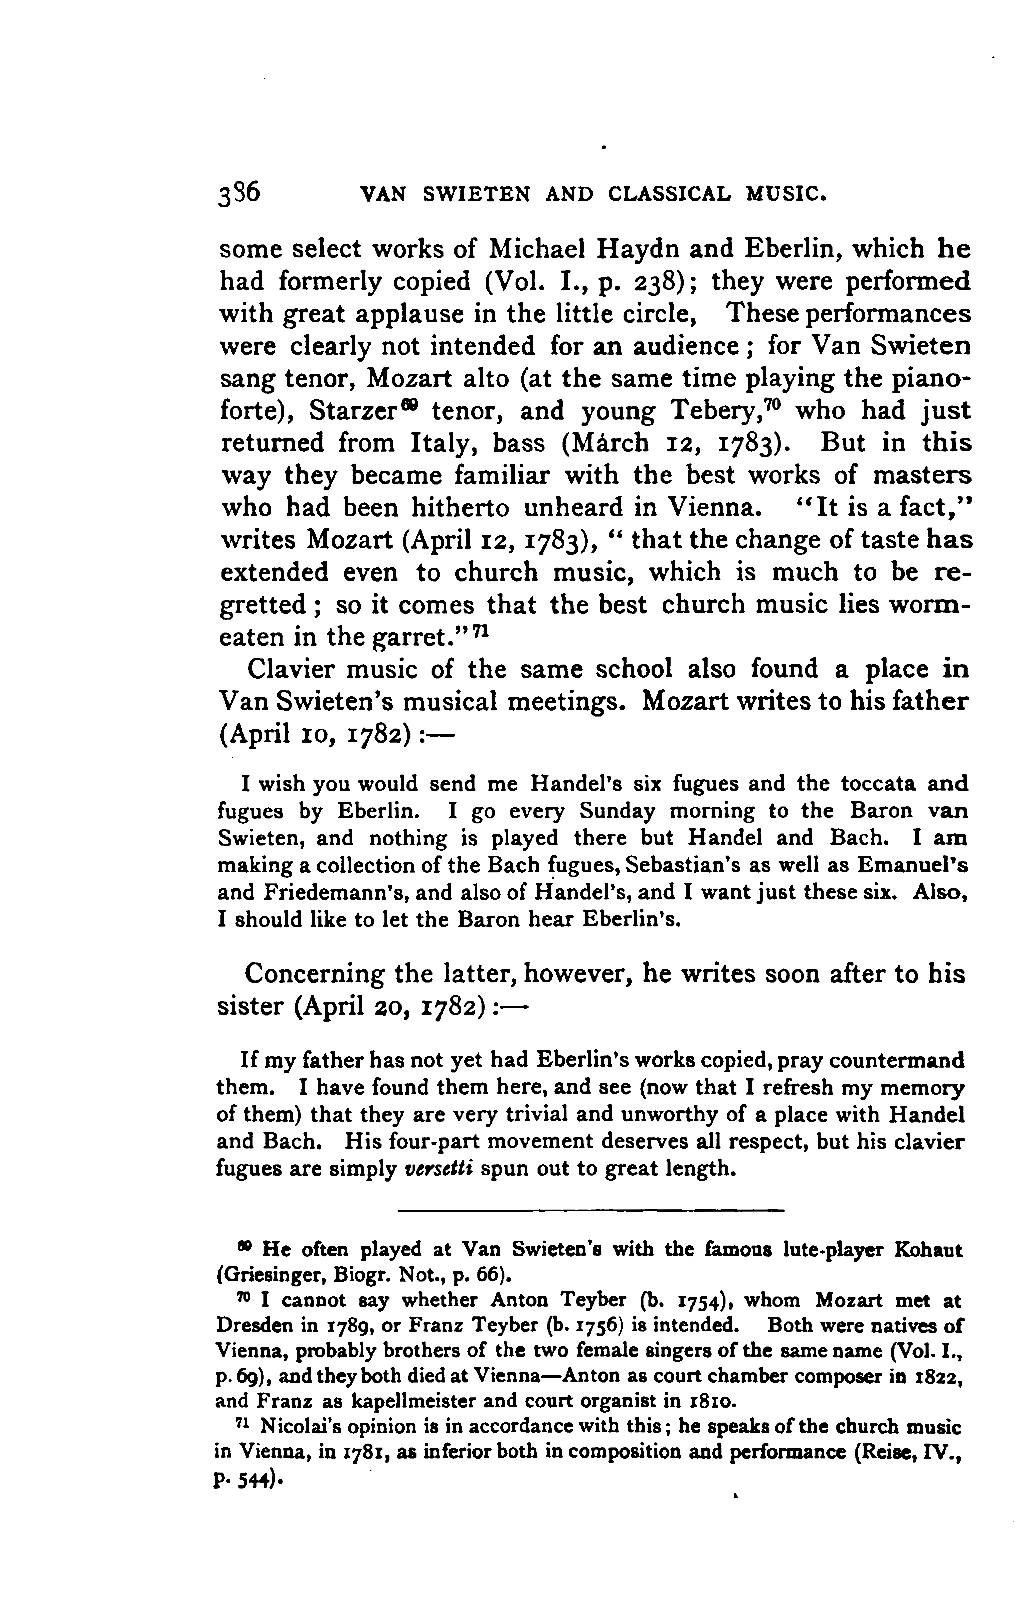 386 VAN SWIETEN AND CLASSICAL MUSIC.
some select works of Michael Haydn and Eberlin, which he
had formerly copied (Vol. I., p. 238); they were performed
with great applause in the little circle, These performances
were clearly not intended for an audience; for Van Swieten
sang tenor, Mozart alto (at the same time playing the piano-
forte), Starzer⁶⁹ tenor, and young Tebery,⁷⁰ who had just
returned from Italy, bass (March 12, 1783). But in this
way they became familiar with the best works of masters
who had been hitherto unheard in Vienna. "It is a fact,"
writes Mozart (April 12, 1783), " that the change of taste has
extended even to church music, which is much to be re-
gretted; so it comes that the best church music lies worm-
eaten in the garret."⁷¹
Clavier music of the same school also found a place in
Van Swieten's musical meetings. Mozart writes to his father
(April 10, 1782):—
I wish you would send me Handel's six fugues and the toccata and
fugues by Eberlin. I go every Sunday morning to the Baron van
Swieten, and nothing is played there but Handel and Bach. I am
making a collection of the Bach fugues, Sebastian's as well as Emanuel's
and Friedemann's, and also of Handel's, and I want just these six. Also,
I should like to let the Baron hear Eberlin's.
Concerning the latter, however, he writes soon after to his
sister (April 20, 1782):—
If my father has not yet had Eberlin's works copied, pray countermand
them. I have found them here, and see (now that I refresh my memory
of them) that they are very trivial and unworthy of a place with Handel
and Bach. His four-part movement deserves all respect, but his clavier
fugues are simply versetti spun out to great length.
⁶⁹ He often played at Van Swieten's with the famous lute-player Kohaut
(Griesinger, Biogr. Not., p. 66).
⁷⁰ I cannot say whether Anton Teyber (b. 1754), whom Mozart met at
Dresden in 1789, or Franz Teyber (b. 1756) is intended. Both were natives of
Vienna, probably brothers of the two female singers of the same name (Vol. I.,
p. 69), and they both died at Vienna—Anton as court chamber composer in 1822,
and Franz as kapellmeister and court organist in 1810.
⁷¹ Nicolai's opinion is in accordance with this; he speaks of the church music
in Vienna, in 1781, as inferior both in composition and performance (Reise, IV.,
p. 544).